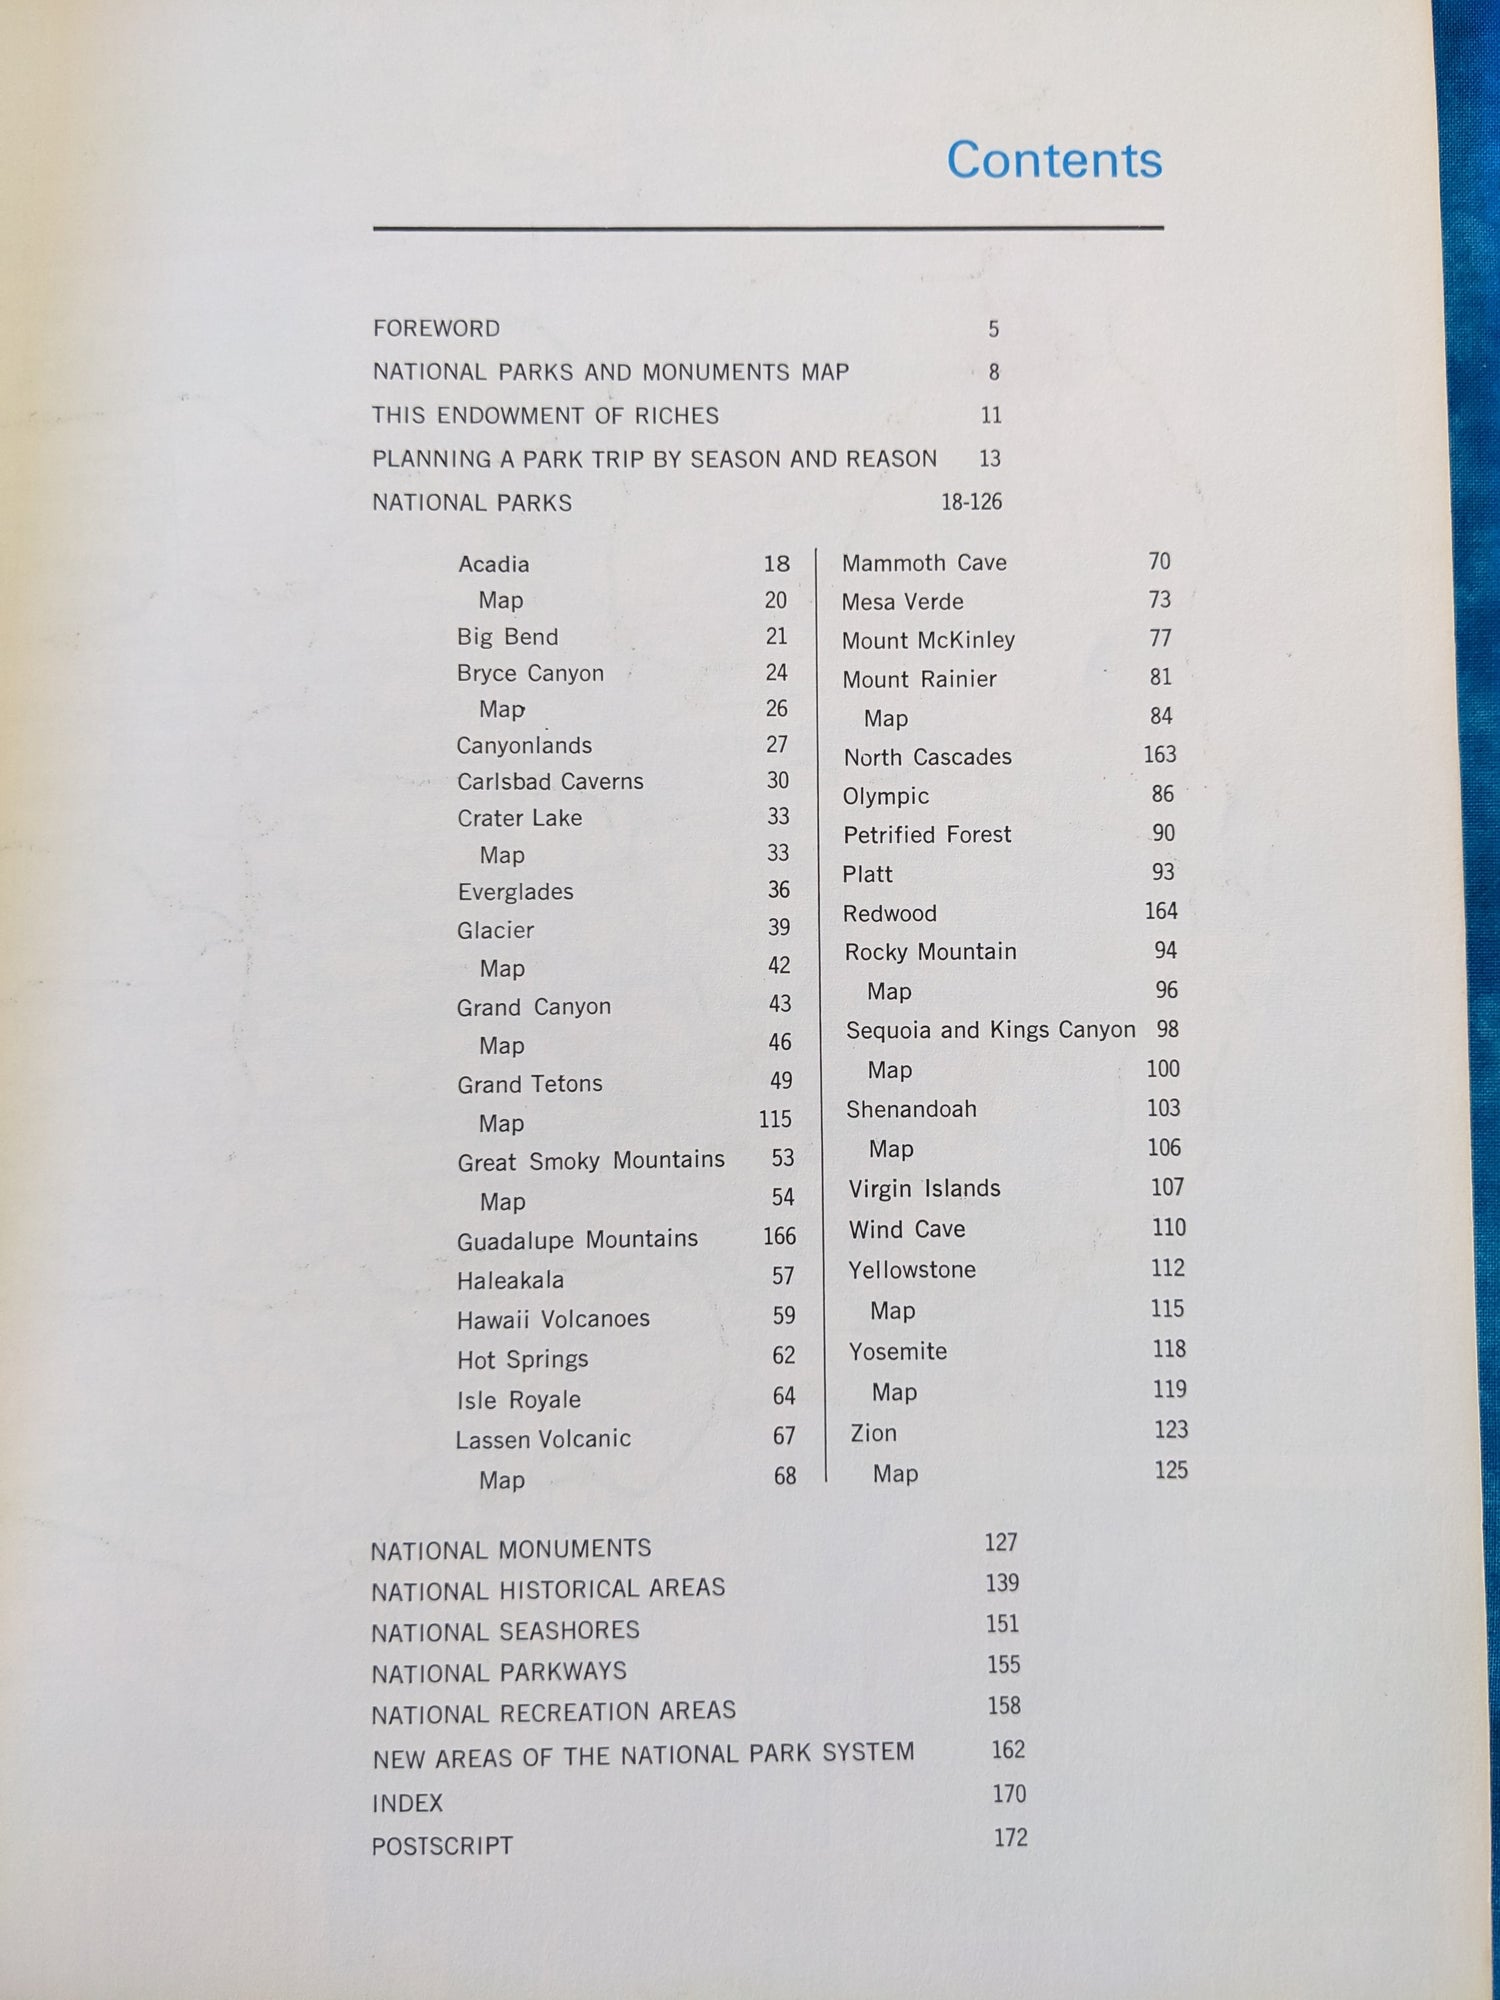 Contents
FOREWORD 5
NATIONAL PARKS AND MONUMENTS MAP 8
THIS ENDOWMENT OF RICHES 11
PLANNING A PARK TRIP BY SEASON AND REASON 13
NATIONAL PARKS 18-126
Acadia 18
Map 20
Big Bend 21
Bryce Canyon 24
Map 26
Canyonlands 27
Carlsbad Caverns 30
Crater Lake 33
Map 33
Everglades 36
Glacier 39
Map 42
Grand Canyon 43
Map 46
Grand Tetons 49
Map 115
Great Smoky Mountains 53
Map 54
Guadalupe Mountains 166
Haleakala 57
Hawaii Volcanoes 59
Hot Springs 62
Isle Royale 64
Lassen Volcanic 67
Map 68
Mammoth Cave 70
Mesa Verde 73
Mount McKinley 77
Mount Rainier 81
Map 84
North Cascades 163
Olympic 86
Petrified Forest 90
Platt 93
Redwood 164
Rocky Mountain 94
Map 96
Sequoia and Kings Canyon 98
Map 100
Shenandoah 103
Map 106
Virgin Islands 107
Wind Cave 110
Yellowstone 112
Map 115
Yosemite 118
Map 119
Zion 123
Map 125
NATIONAL MONUMENTS 127
NATIONAL HISTORICAL AREAS 139
NATIONAL SEASHORES 151
NATIONAL PARKWAYS 155
NATIONAL RECREATION AREAS 158
NEW AREAS OF THE NATIONAL PARK SYSTEM 162
INDEX 170
POSTSCRIPT 172